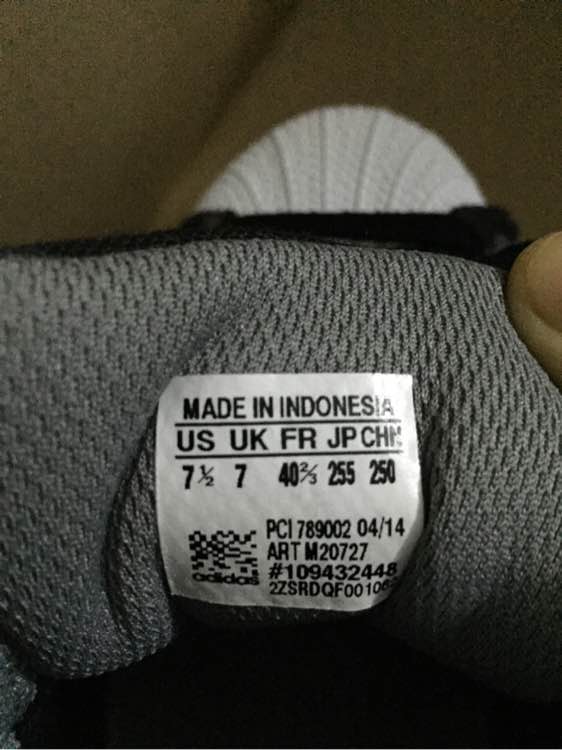 MADE IN INDONESIA
US UK FR JP CHN
7½ 7 40⅔ 255 250
PCI 789002 04/14
ART M20727
#109432448
adidas